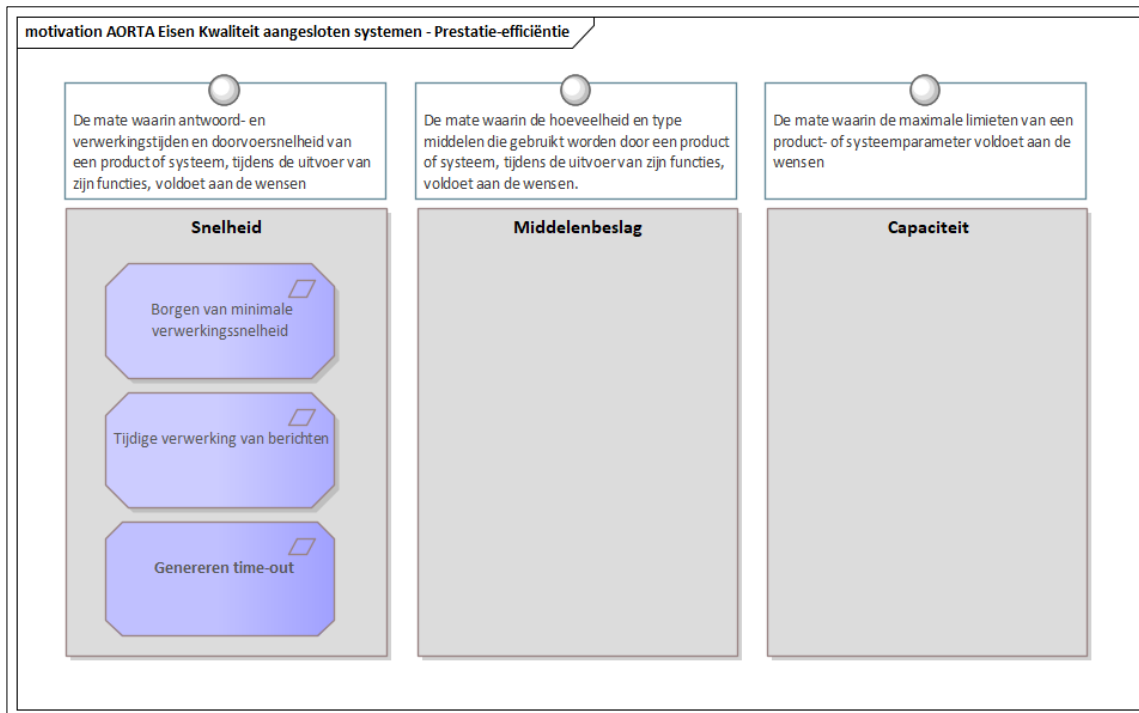 motivation AORTA Eisen Kwaliteit aangesloten systemen - Prestatie-efficiëntie
De mate waarin antwoord- en
verwerkingstijden en doorvoersnelheid van
een product of systeem, tijdens de uitvoer van
zijn functies, voldoet aan de wensen
De mate waarin de hoeveelheid en type
middelen die gebruikt worden door een product
of systeem, tijdens de uitvoer van zijn functies,
voldoet aan de wensen.
De mate waarin de maximale limieten van een
product- of systeemparameter voldoet aan de
wensen
Snelheid
Borgen van minimale
verwerkingssnelheid
Tijdige verwerking van berichten
Genereren time-out
Middelenbeslag
Capaciteit